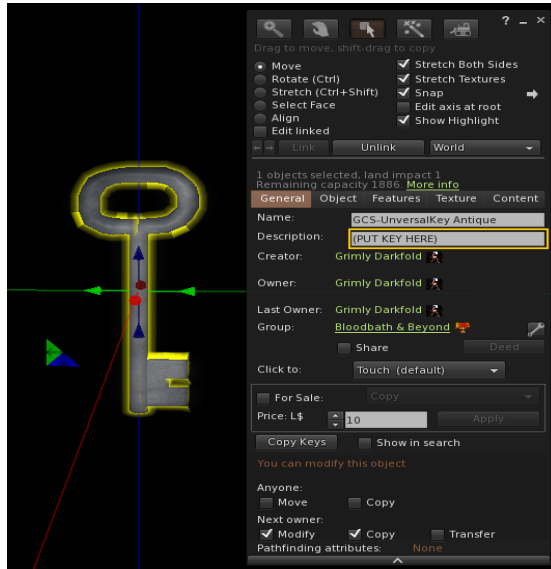 ? _ ×
Drag to move, shift-drag to copy
Move
Stretch Both Sides
Rotate (Ctrl)
Stretch Textures
Stretch (Ctrl+Shift)
Snap
Select Face
Edit axis at root
Align
Show Highlight
Edit linked
Link Unlink World
1 objects selected, land impact 1
Remaining capacity 1886. More info
General Object Features Texture Content
Name: GCS-UnversalKey Antique
Description: (PUT KEY HERE)
Creator: Grimly Darkfold
Owner: Grimly Darkfold
Last Owner: Grimly Darkfold
Group: Bloodbath & Beyond
Share Deed
Click to: Touch (default)
For Sale: Copy
Price: L$ 10 Apply
Copy Keys Show in search
You can modify this object
Anyone:
Move Copy
Next owner:
Modify Copy Transfer
Pathfinding attributes: None